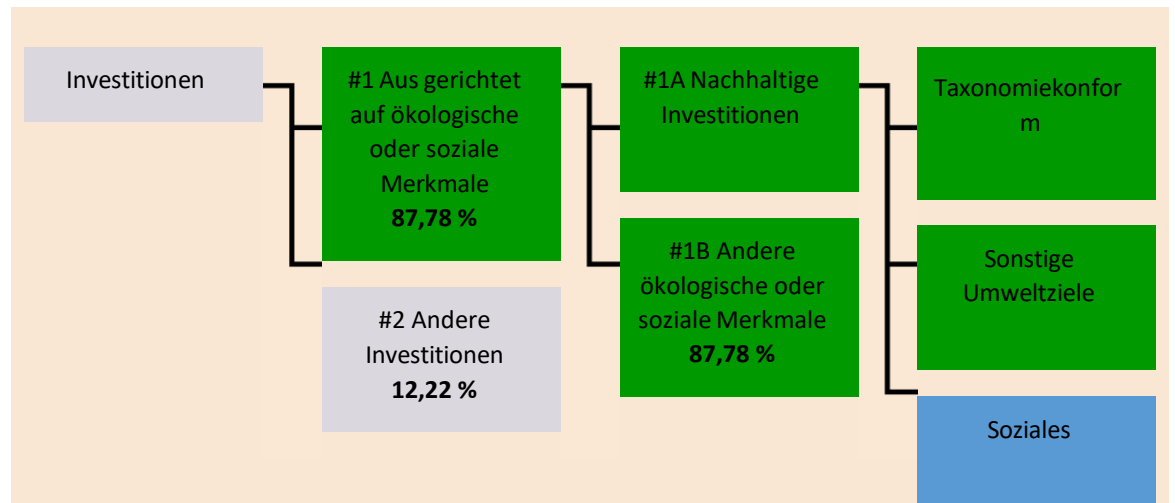 Investitionen
#1 Aus gerichtet
auf ökologische
oder soziale
Merkmale
87,78 %
#2 Andere
Investitionen
12,22 %
#1A Nachhaltige
Investitionen
#1B Andere
ökologische oder
soziale Merkmale
87,78 %
Taxonomiekonfor
m
Sonstige
Umweltziele
Soziales